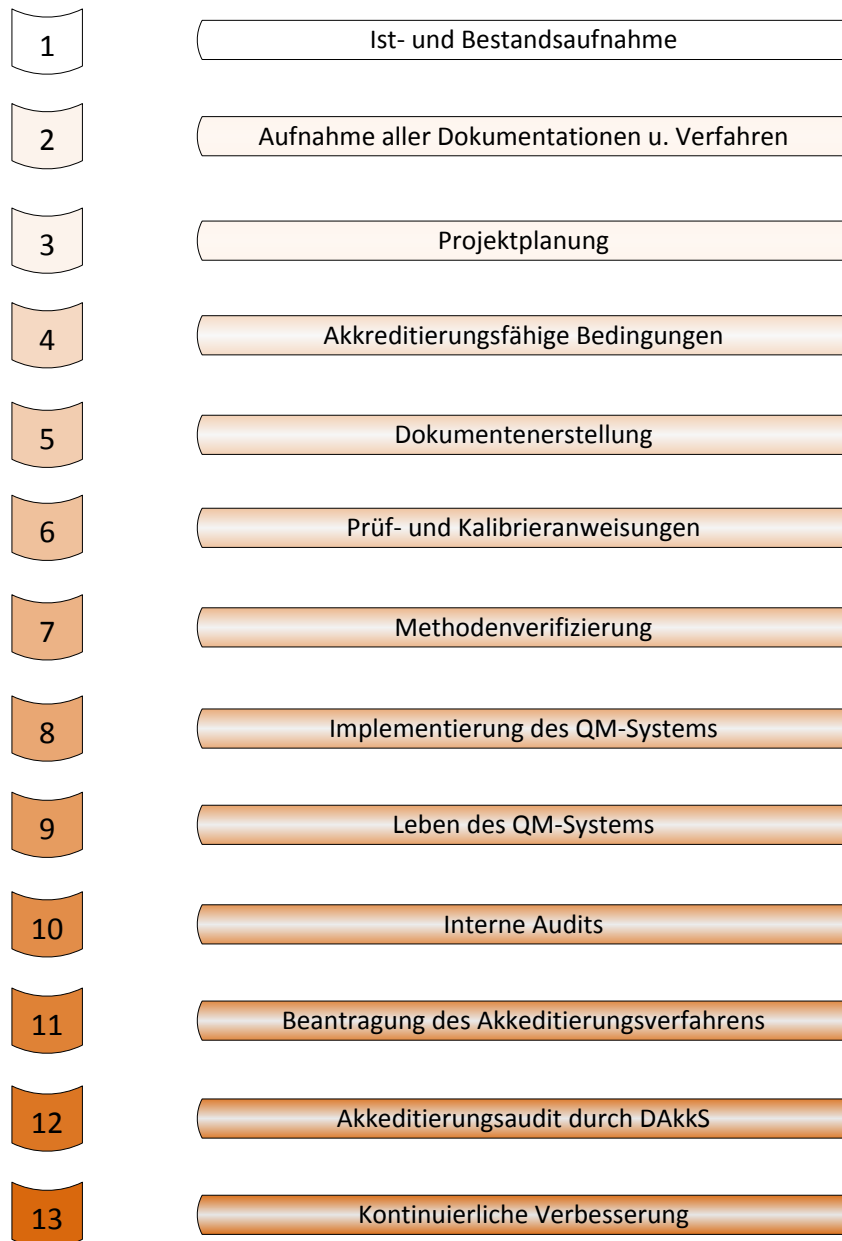 1 Ist- und Bestandsaufnahme
2 Aufnahme aller Dokumentationen u. Verfahren
3 Projektplanung
4 Akkreditierungsfähige Bedingungen
5 Dokumentenerstellung
6 Prüf- und Kalibrieranweisungen
7 Methodenverifizierung
8 Implementierung des QM-Systems
9 Leben des QM-Systems
10 Interne Audits
11 Beantragung des Akkeditierungsverfahrens
12 Akkeditierungsaudit durch DAkkS
13 Kontinuierliche Verbesserung